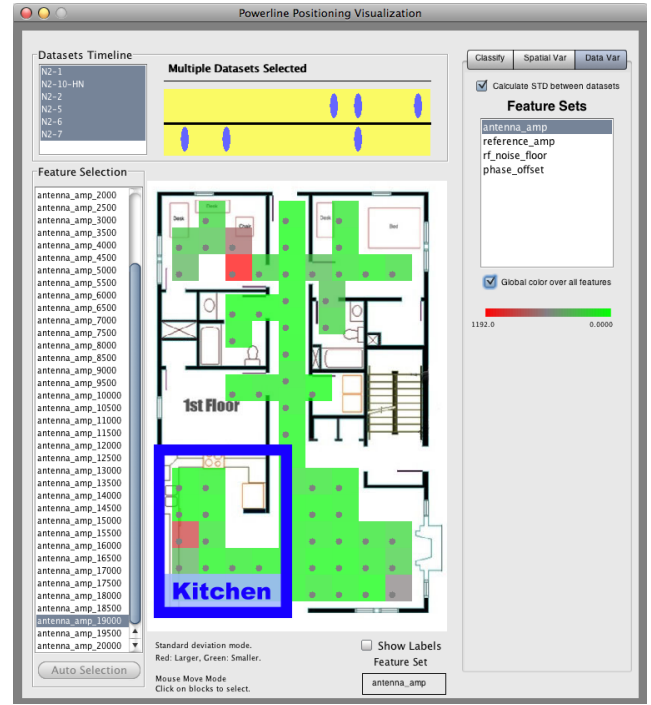 Powerline Positioning Visualization
Datasets Timeline
N2-1
N2-10-HN
N2-2
N2-5
N2-6
N2-7
Multiple Datasets Selected
Classify
Spatial Var
Data Var
Calculate STD between datasets
Feature Sets
antenna_amp
reference_amp
rf_noise_floor
phase_offset
Global color over all features
1192.0
0.0000
Feature Selection
antenna_amp_2000
antenna_amp_2500
antenna_amp_3000
antenna_amp_3500
antenna_amp_4000
antenna_amp_4500
antenna_amp_5000
antenna_amp_5500
antenna_amp_6000
antenna_amp_6500
antenna_amp_7000
antenna_amp_7500
antenna_amp_8000
antenna_amp_8500
antenna_amp_9000
antenna_amp_9500
antenna_amp_10000
antenna_amp_10500
antenna_amp_11000
antenna_amp_11500
antenna_amp_12000
antenna_amp_12500
antenna_amp_13000
antenna_amp_13500
antenna_amp_14000
antenna_amp_14500
antenna_amp_15000
antenna_amp_15500
antenna_amp_16000
antenna_amp_16500
antenna_amp_17000
antenna_amp_17500
antenna_amp_18000
antenna_amp_18500
antenna_amp_19000
antenna_amp_19500
antenna_amp_20000
Auto Selection
Desk
Chair
Desk
Bed
1st Floor
Kitchen
Standard deviation mode.
Red: Larger, Green: Smaller.
Mouse Move Mode
Click on blocks to select.
Show Labels
Feature Set
antenna_amp